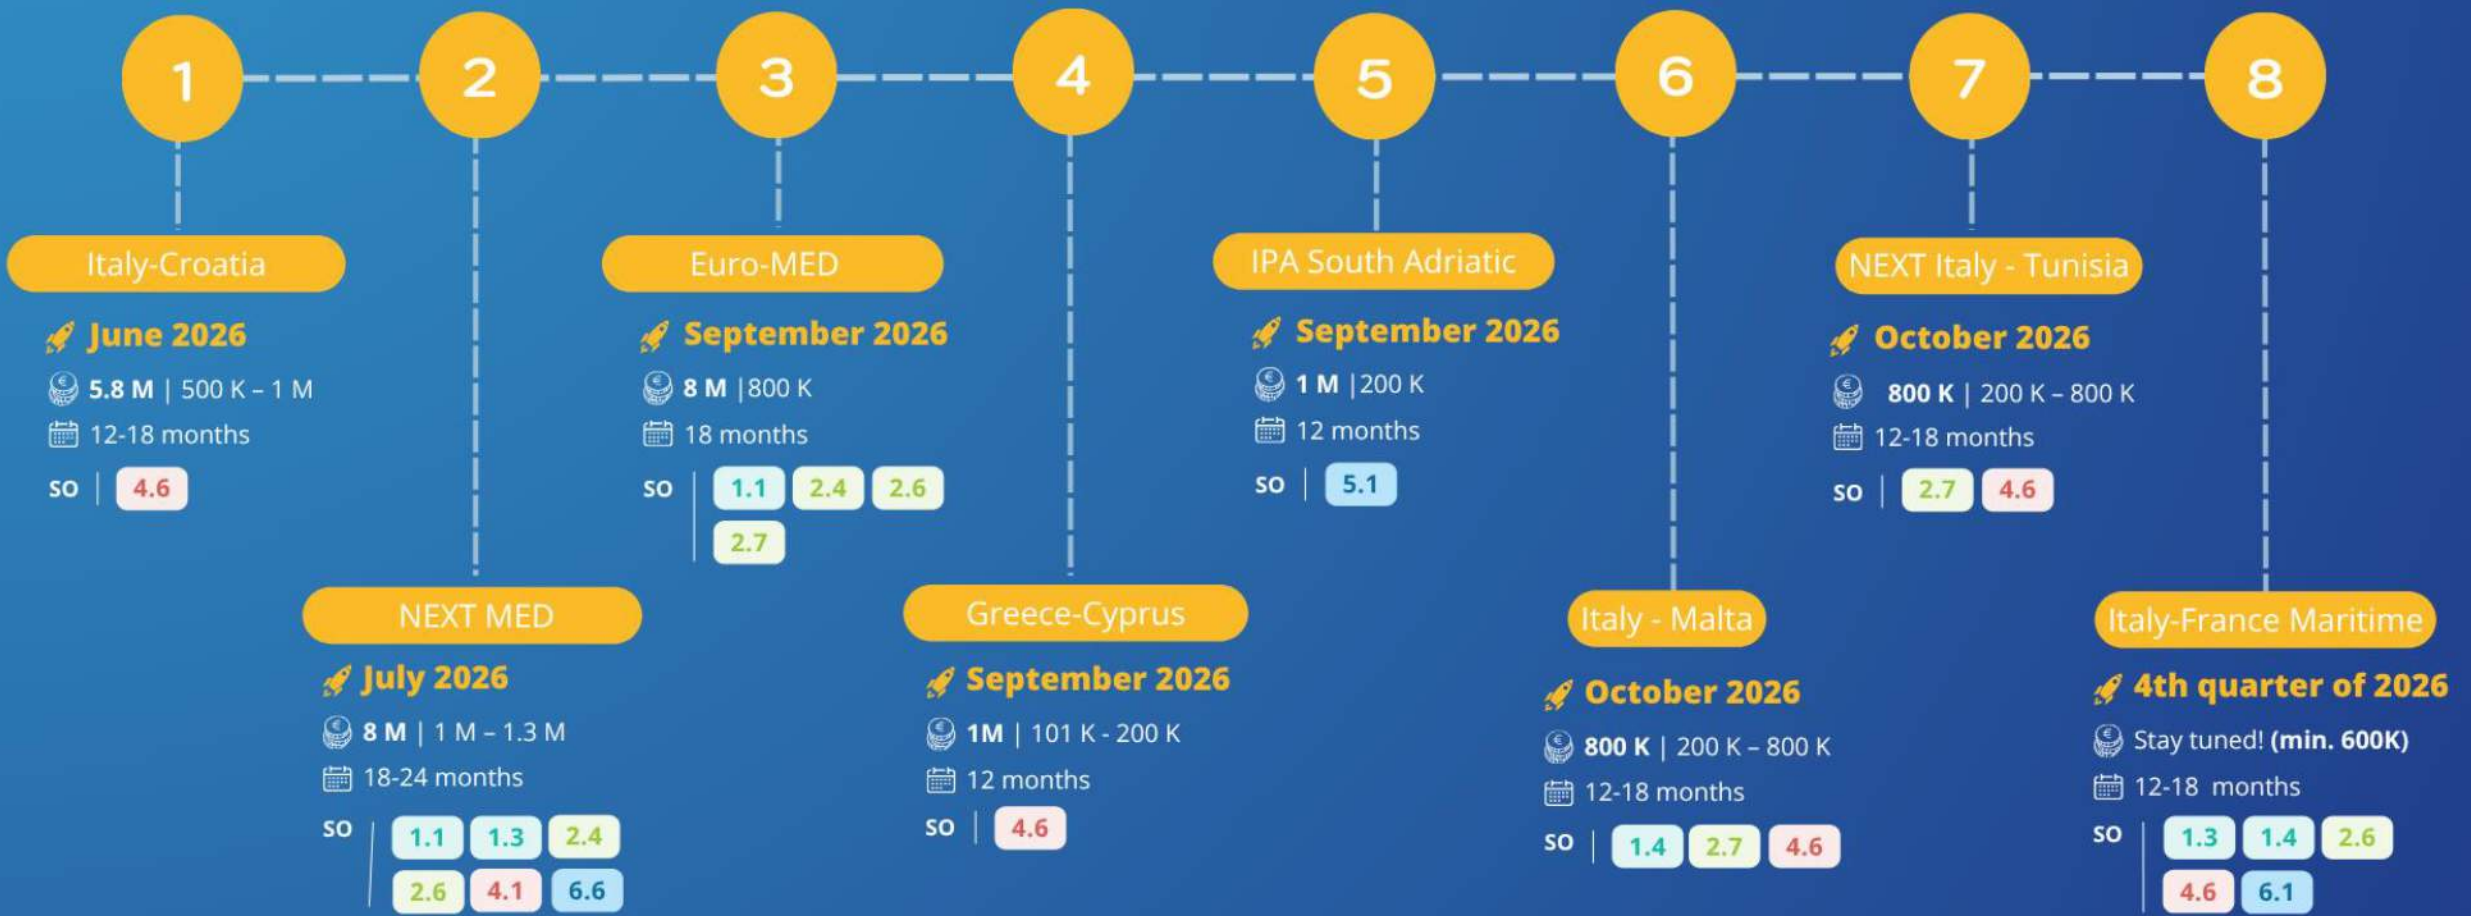 1
2
3
4
5
6
7
8
Italy-Croatia
June 2026
5.8 M | 500 K – 1 M
12-18 months
SO | 4.6
NEXT MED
July 2026
8 M | 1 M – 1.3 M
18-24 months
SO | 1.1 1.3 2.4
2.6 4.1 6.6
Euro-MED
September 2026
8 M |800 K
18 months
SO | 1.1 2.4 2.6
2.7
Greece-Cyprus
September 2026
1M | 101 K - 200 K
12 months
SO | 4.6
IPA South Adriatic
September 2026
1 M |200 K
12 months
SO | 5.1
Italy - Malta
October 2026
800 K | 200 K – 800 K
12-18 months
SO | 1.4 2.7 4.6
NEXT Italy - Tunisia
October 2026
800 K | 200 K – 800 K
12-18 months
SO | 2.7 4.6
Italy-France Maritime
4th quarter of 2026
Stay tuned! (min. 600K)
12-18 months
SO | 1.3 1.4 2.6
4.6 6.1